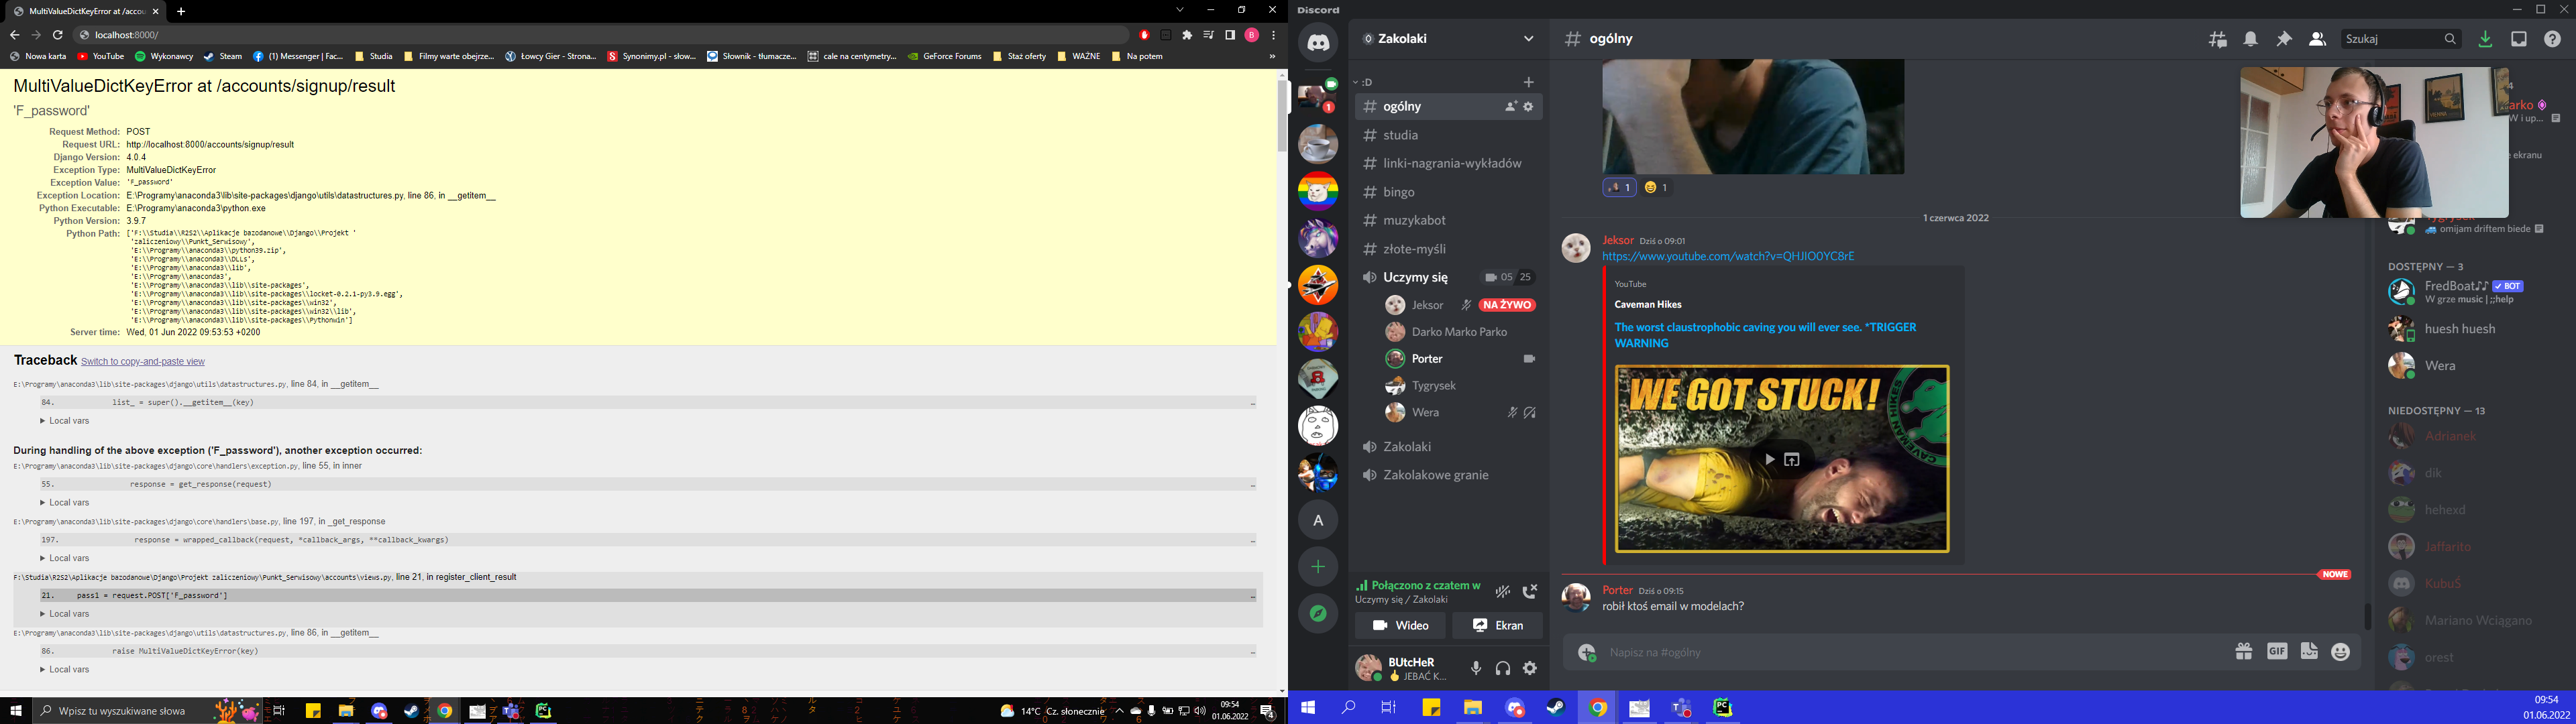 MultiValueDictKeyError at /accou
localhost:8000/
Nowa karta
YouTube
Wykonawcy
Steam
(1) Messenger | Fac...
Studia
Filmy warte obejrze...
Łowcy Gier - Strona...
Synonimy.pl - słow...
Słownik - tłumacze...
cale na centymetry...
GeForce Forums
Staż oferty
WAŻNE
Na potem
»
MultiValueDictKeyError at /accounts/signup/result
'F_password'
Request Method: POST
Request URL: http://localhost:8000/accounts/signup/result
Django Version: 4.0.4
Exception Type: MultiValueDictKeyError
Exception Value: 'F_password'
Exception Location: E:\Programy\anaconda3\lib\site-packages\django\utils\datastructures.py, line 86, in __getitem__
Python Executable: E:\Programy\anaconda3\python.exe
Python Version: 3.9.7
Python Path: ['F:\\Studia\\R2S2\\Aplikacje bazodanowe\\Django\\Projekt '
'zaliczeniowy\\Punkt_Serwisowy',
'E:\\Programy\\anaconda3\\python39.zip',
'E:\\Programy\\anaconda3\\DLLs',
'E:\\Programy\\anaconda3\\lib',
'E:\\Programy\\anaconda3',
'E:\\Programy\\anaconda3\\lib\\site-packages',
'E:\\Programy\\anaconda3\\lib\\site-packages\\locket-0.2.1-py3.9.egg',
'E:\\Programy\\anaconda3\\lib\\site-packages\\win32',
'E:\\Programy\\anaconda3\\lib\\site-packages\\win32\\lib',
'E:\\Programy\\anaconda3\\lib\\site-packages\\Pythonwin']
Server time: Wed, 01 Jun 2022 09:53:53 +0200
Traceback Switch to copy-and-paste view
E:\Programy\anaconda3\lib\site-packages\django\utils\datastructures.py, line 84, in __getitem__
84. list_ = super().__getitem__(key)
▶ Local vars
During handling of the above exception ('F_password'), another exception occurred:
E:\Programy\anaconda3\lib\site-packages\django\core\handlers\exception.py, line 55, in inner
55. response = get_response(request)
▶ Local vars
E:\Programy\anaconda3\lib\site-packages\django\core\handlers\base.py, line 197, in _get_response
197. response = wrapped_callback(request, *callback_args, **callback_kwargs)
▶ Local vars
F:\Studia\R2S2\Aplikacje bazodanowe\Django\Projekt zaliczeniowy\Punkt_Serwisowy\accounts\views.py, line 21, in register_client_result
21. pass1 = request.POST['F_password']
▶ Local vars
E:\Programy\anaconda3\lib\site-packages\django\utils\datastructures.py, line 86, in __getitem__
86. raise MultiValueDictKeyError(key)
▶ Local vars
Wpisz tu wyszukiwane słowa
14°C Cz. słonecznie
09:54
01.06.2022
4
Discord
Zakolaki
:D
ogólny
studia
linki-nagrania-wykładów
bingo
muzykabot
złote-myśli
Uczymy się
05 25
Jeksor
NA ŻYWO
Darko Marko Parko
Porter
Tygrysek
Wera
Zakolaki
Zakolakowe granie
A
Połączono z czatem w
Uczymy się / Zakolaki
Wideo
Ekran
BUtcHeR
JEBAĆ K...
# ogólny
Szukaj
1
1
1 czerwca 2022
Jeksor Dziś o 09:01
https://www.youtube.com/watch?v=QHJIO0YC8rE
YouTube
Caveman Hikes
The worst claustrophobic caving you will ever see. *TRIGGER
WARNING
WE GOT STUCK!
CAVEMAN HIKES
NOWE
Porter Dziś o 09:15
robił ktoś email w modelach?
Napisz na #ogólny
GIF
4
arko
W i up...
e ekranu
omijam driftem biede
DOSTĘPNY — 3
FredBoat♪♪ ✓ BOT
W grze music | ;;help
huesh huesh
Wera
NIEDOSTĘPNY — 13
Adrianek
dik
hehexd
Jaffarito
KubuŚ
Mariano Wciągano
orest
09:54
01.06.2022